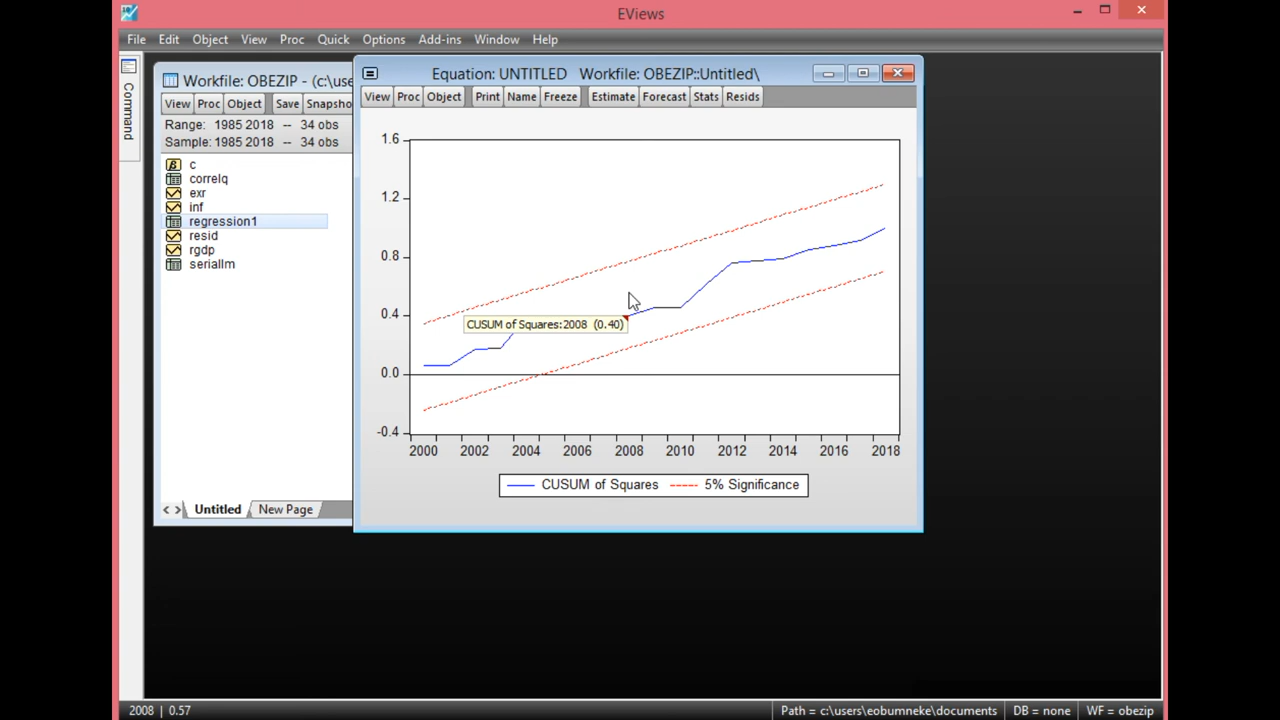 EViews
File Edit Object View Proc Quick Options Add-ins Window Help
Command
Workfile: OBEZIP - (c:\use
View Proc Object Save Snapsho
Range: 1985 2018 -- 34 obs
Sample: 1985 2018 -- 34 obs
c
correlq
exr
inf
regression1
resid
rgdp
seriallm
Untitled New Page
Equation: UNTITLED Workfile: OBEZIP::Untitled\
View Proc Object Print Name Freeze Estimate Forecast Stats Resids
1.6
1.2
0.8
0.4
0.0
-0.4
CUSUM of Squares:2008 (0.40)
2000 2002 2004 2006 2008 2010 2012 2014 2016 2018
CUSUM of Squares 5% Significance
2008 | 0.57
Path = c:\users\eobumneke\documents DB = none WF = obezip